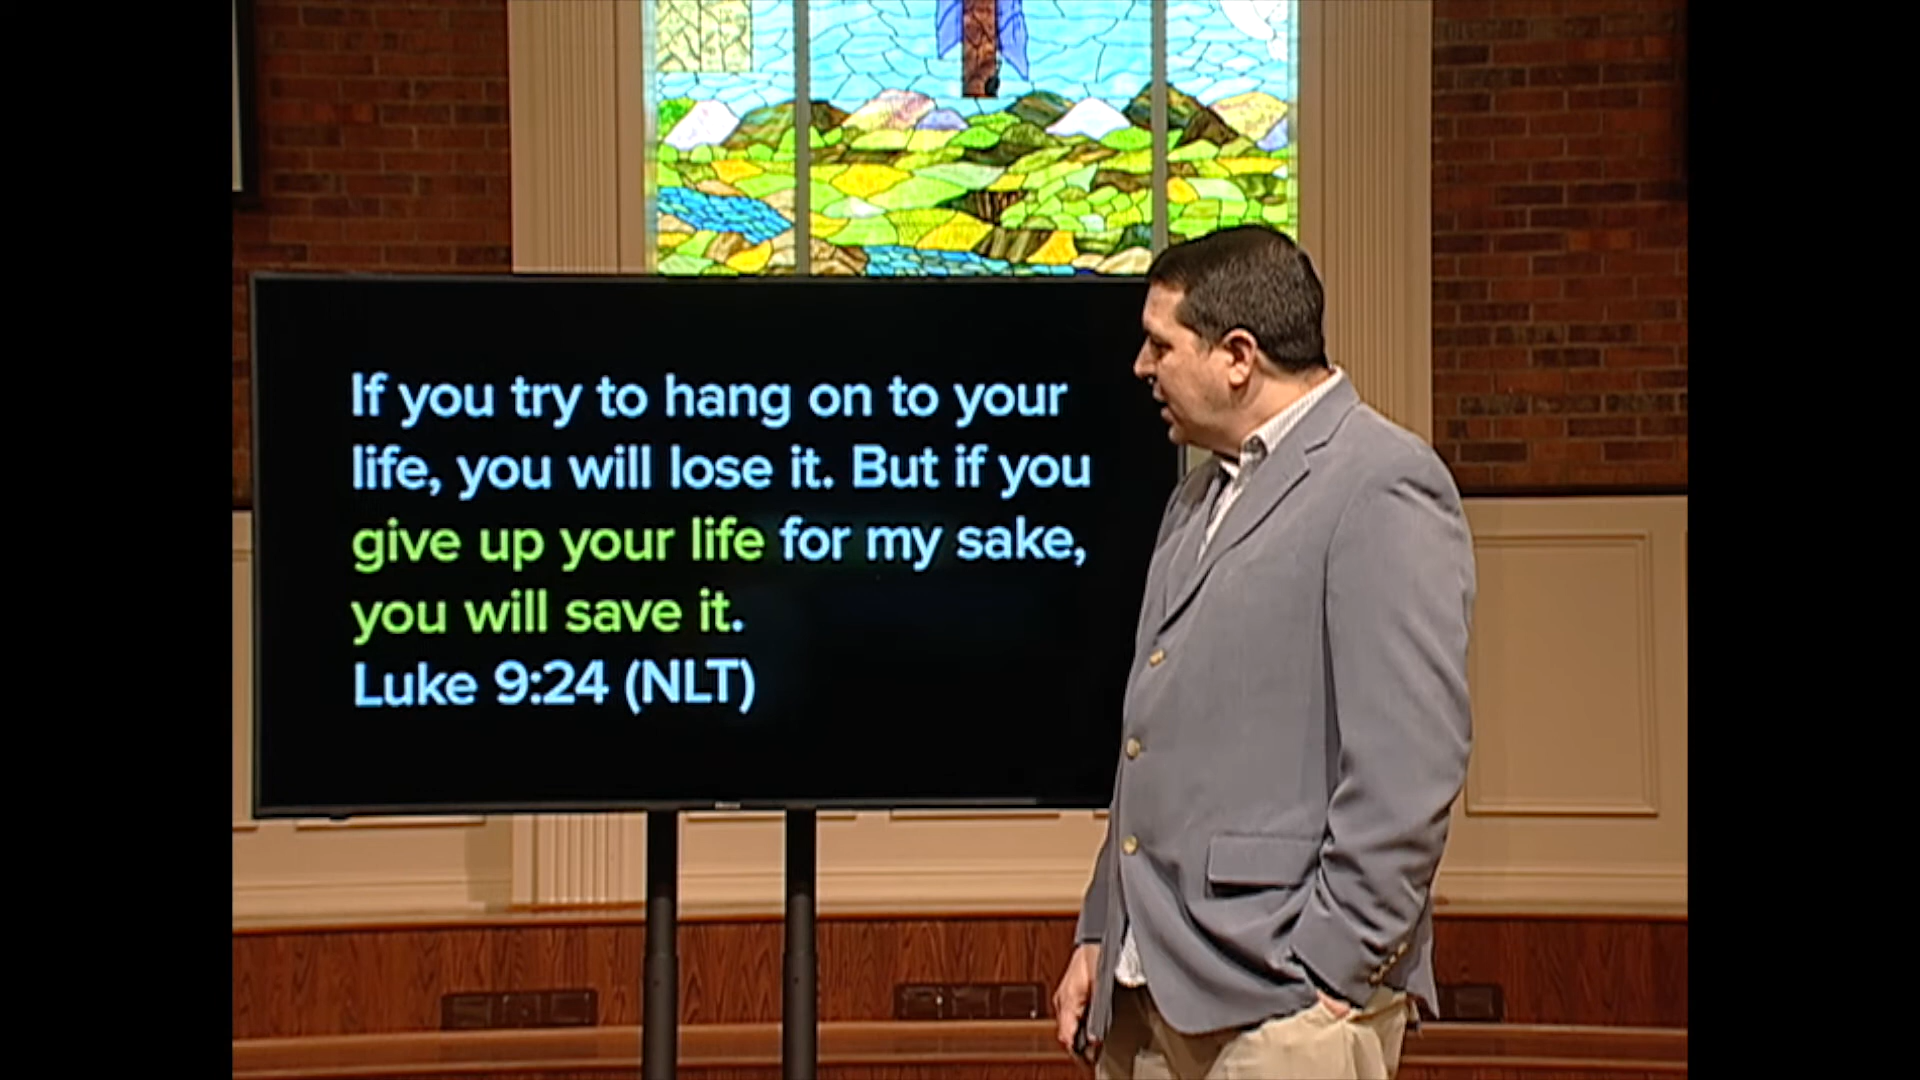 If you try to hang on to your
life, you will lose it. But if you
give up your life for my sake,
you will save it.
Luke 9:24 (NLT)